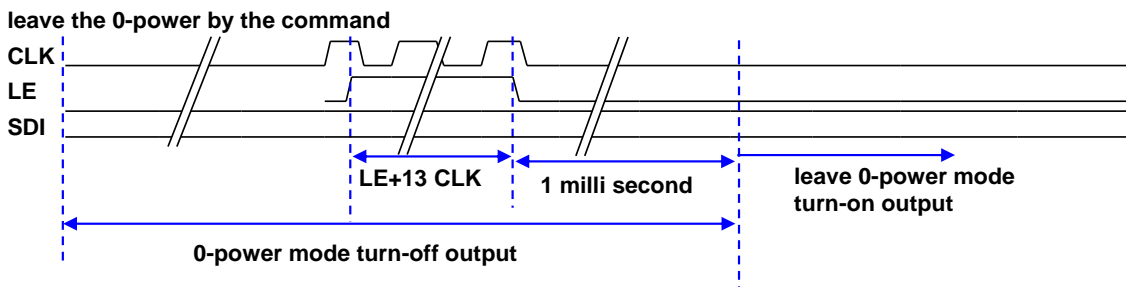 leave the 0-power by the command
CLK
LE
SDI
LE+13 CLK
1 milli second
leave 0-power mode
turn-on output
0-power mode turn-off output